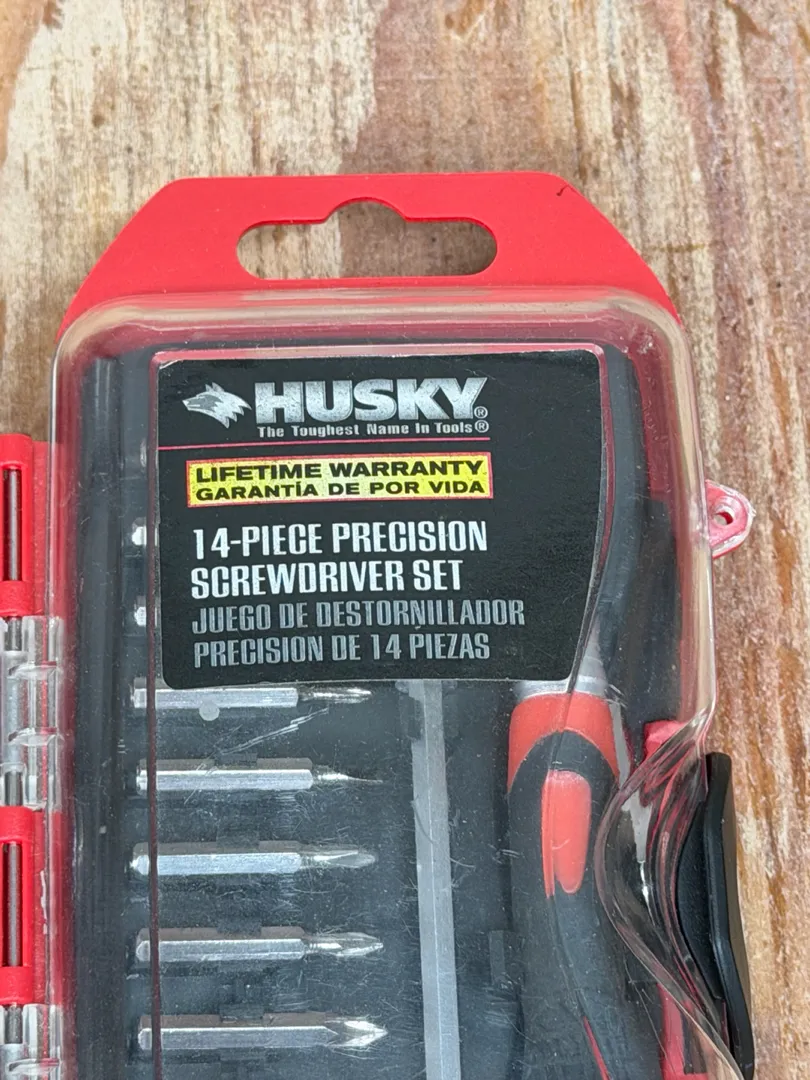 HUSKY®
The Toughest Name In Tools®
LIFETIME WARRANTY
GARANTÍA DE POR VIDA
14-PIECE PRECISION
SCREWDRIVER SET
JUEGO DE DESTORNILLADOR
PRECISION DE 14 PIEZAS